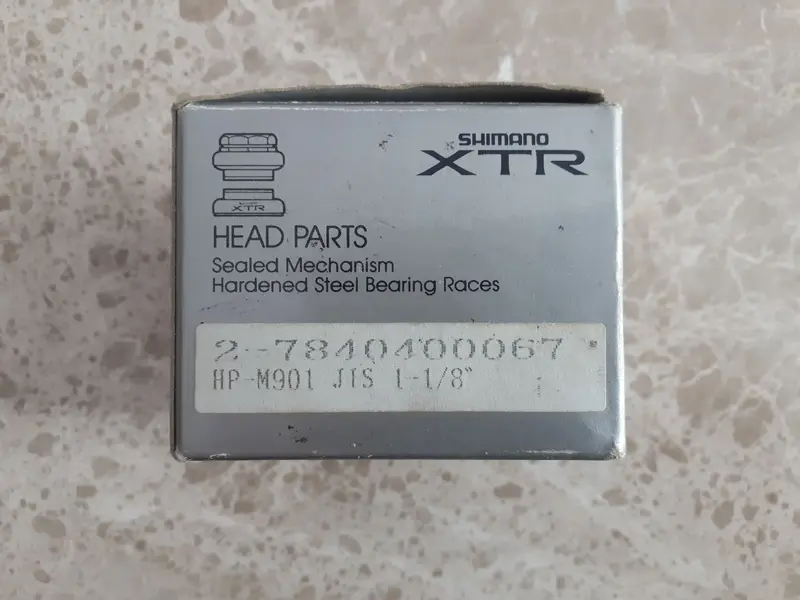 SHIMANO
XTR
XTR
HEAD PARTS
Sealed Mechanism
Hardened Steel Bearing Races
2-7840400067
HP-M901 JIS 1-1/8"